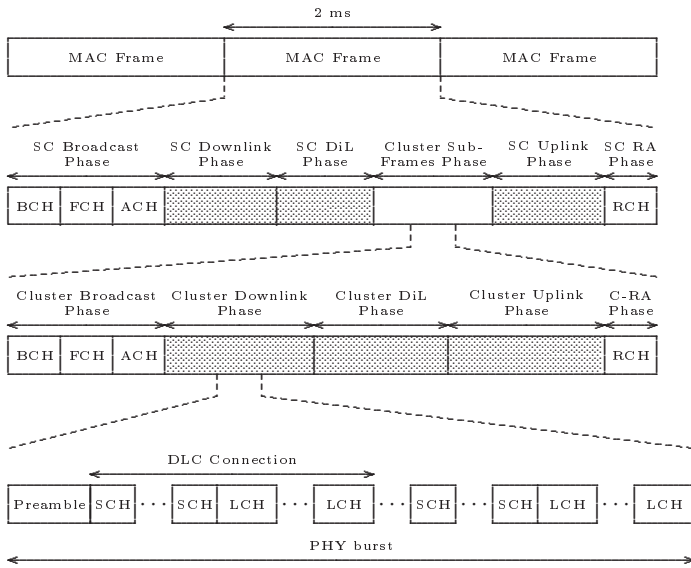 2 ms
MAC Frame MAC Frame MAC Frame
SC Broadcast Phase SC Downlink Phase SC DiL Phase Cluster Sub-Frames Phase SC Uplink Phase SC RA Phase
BCH FCH ACH RCH
Cluster Broadcast Phase Cluster Downlink Phase Cluster DiL Phase Cluster Uplink Phase C-RA Phase
BCH FCH ACH RCH
DLC Connection
Preamble SCH ··· SCH LCH ··· LCH ··· SCH ··· SCH LCH ··· LCH
PHY burst